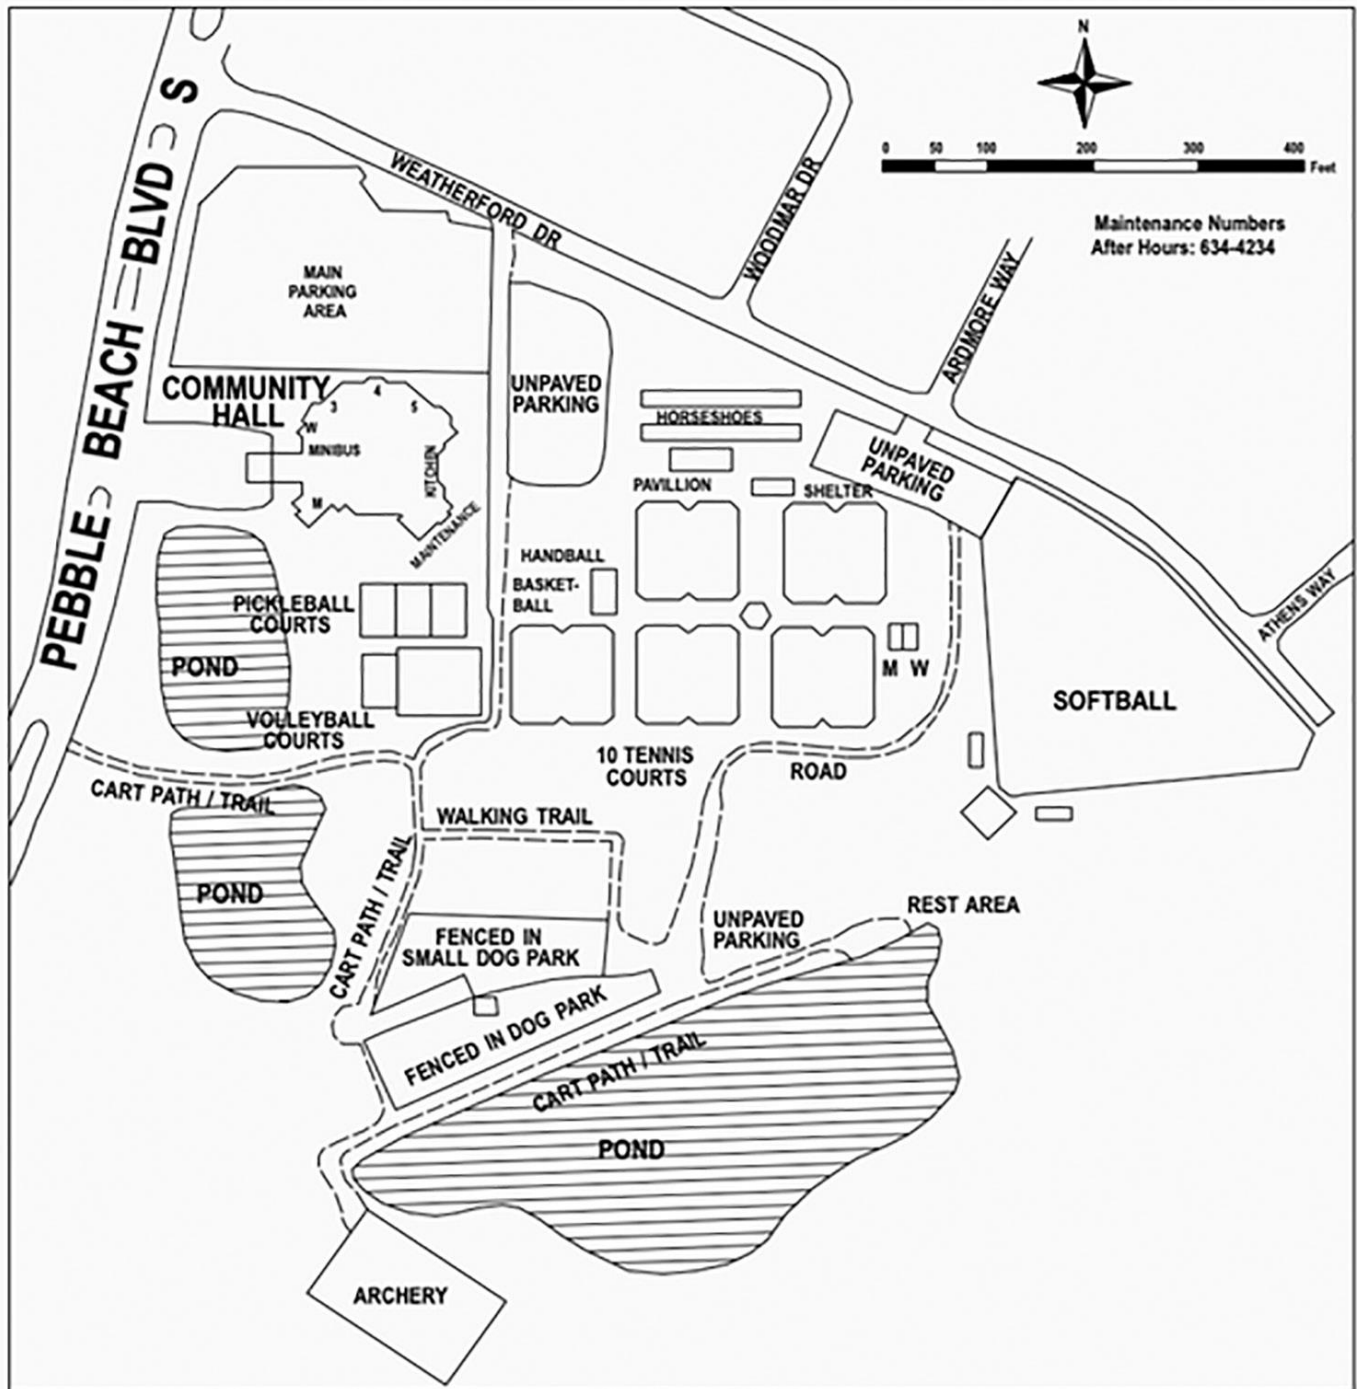 N
0 50 100 200 300 400
Feet
Maintenance Numbers
After Hours: 634-4234
PEBBLE BEACH BLVD S
WEATHERFORD DR
WOODMAR DR
ARDMORE WAY
ATHENS WAY
MAIN
PARKING
AREA
COMMUNITY
HALL
3
4
5
W
MINIBUS
KITCHEN
M
MAINTENANCE
UNPAVED
PARKING
HORSESHOES
PAVILLION
SHELTER
UNPAVED
PARKING
HANDBALL
BASKET-
BALL
PICKLEBALL
COURTS
POND
VOLLEYBALL
COURTS
M W
SOFTBALL
10 TENNIS
COURTS
ROAD
CART PATH / TRAIL
WALKING TRAIL
POND
CART PATH / TRAIL
FENCED IN
SMALL DOG PARK
UNPAVED
PARKING
REST AREA
FENCED IN DOG PARK
CART PATH / TRAIL
POND
ARCHERY